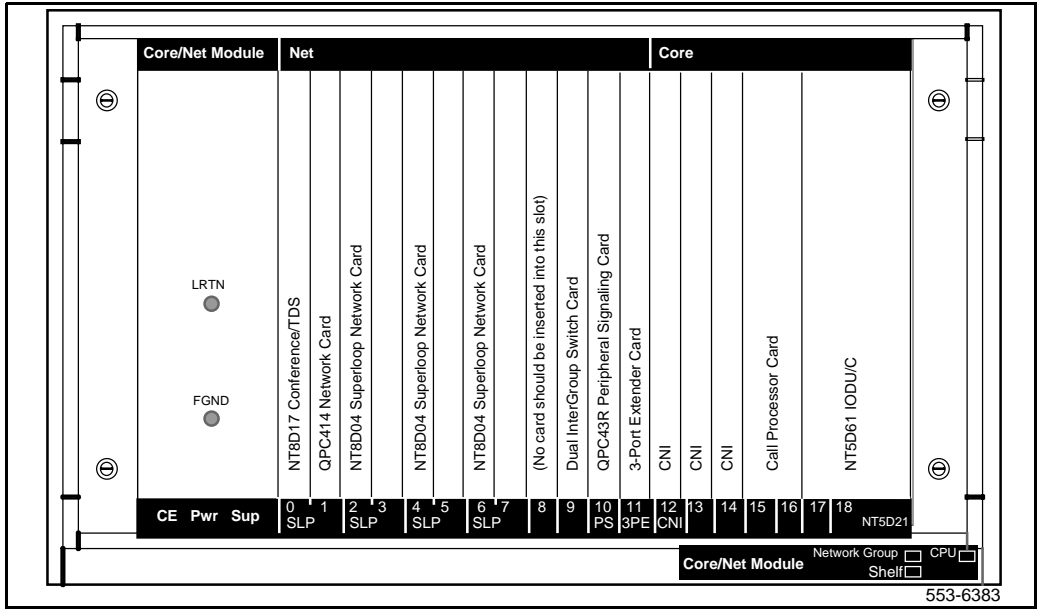 Core/Net Module Net Core
LRTN
FGND
NT8D17 Conference/TDS
QPC414 Network Card
NT8D04 Superloop Network Card
NT8D04 Superloop Network Card
NT8D04 Superloop Network Card
(No card should be inserted into this slot)
Dual InterGroup Switch Card
QPC43R Peripheral Signaling Card
3-Port Extender Card
CNI
CNI
CNI
Call Processor Card
NT5D61 IODU/C
CE Pwr Sup
0 1 2 3 4 5 6 7 8 9 10 11 12 13 14 15 16 17 18
SLP SLP SLP SLP PS 3PE CNI NT5D21
Core/Net Module
Network Group CPU
Shelf
553-6383